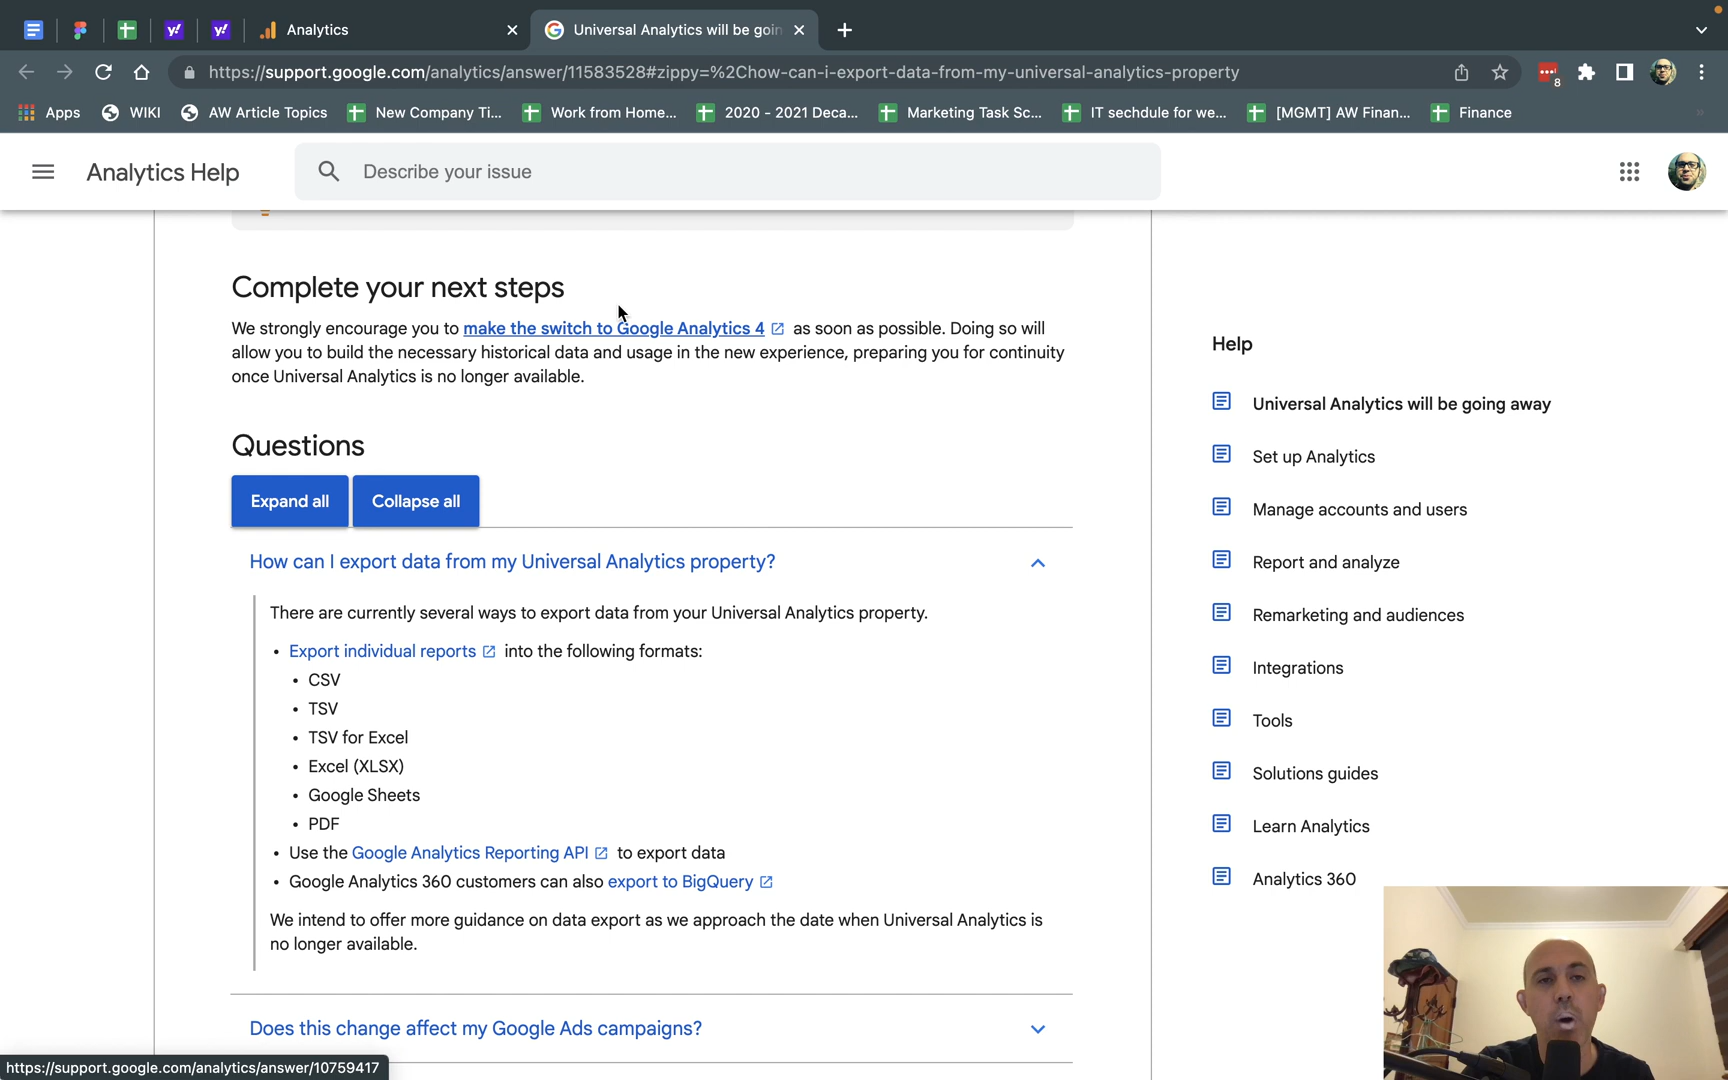 Analytics
Universal Analytics will be goin
https://support.google.com/analytics/answer/11583528#zippy=%2Chow-can-i-export-data-from-my-universal-analytics-property
8
Apps
WIKI
AW Article Topics
New Company Ti...
Work from Home...
2020 - 2021 Deca...
Marketing Task Sc...
IT sechdule for we...
[MGMT] AW Finan...
Finance
Analytics Help
Describe your issue
Complete your next steps
We strongly encourage you to make the switch to Google Analytics 4 as soon as possible. Doing so will
allow you to build the necessary historical data and usage in the new experience, preparing you for continuity
once Universal Analytics is no longer available.
Questions
Expand all
Collapse all
How can I export data from my Universal Analytics property?
There are currently several ways to export data from your Universal Analytics property.
• Export individual reports into the following formats:
• CSV
• TSV
• TSV for Excel
• Excel (XLSX)
• Google Sheets
• PDF
• Use the Google Analytics Reporting API to export data
• Google Analytics 360 customers can also export to BigQuery
We intend to offer more guidance on data export as we approach the date when Universal Analytics is
no longer available.
Does this change affect my Google Ads campaigns?
Help
Universal Analytics will be going away
Set up Analytics
Manage accounts and users
Report and analyze
Remarketing and audiences
Integrations
Tools
Solutions guides
Learn Analytics
Analytics 360
https://support.google.com/analytics/answer/10759417